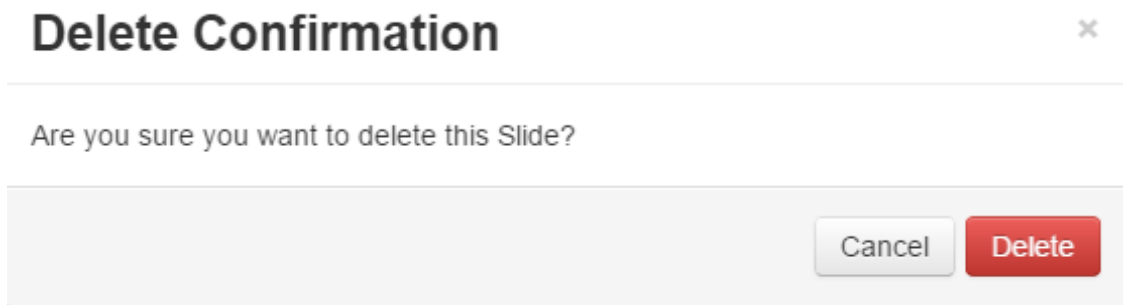 Delete Confirmation ×
Are you sure you want to delete this Slide?
Cancel Delete